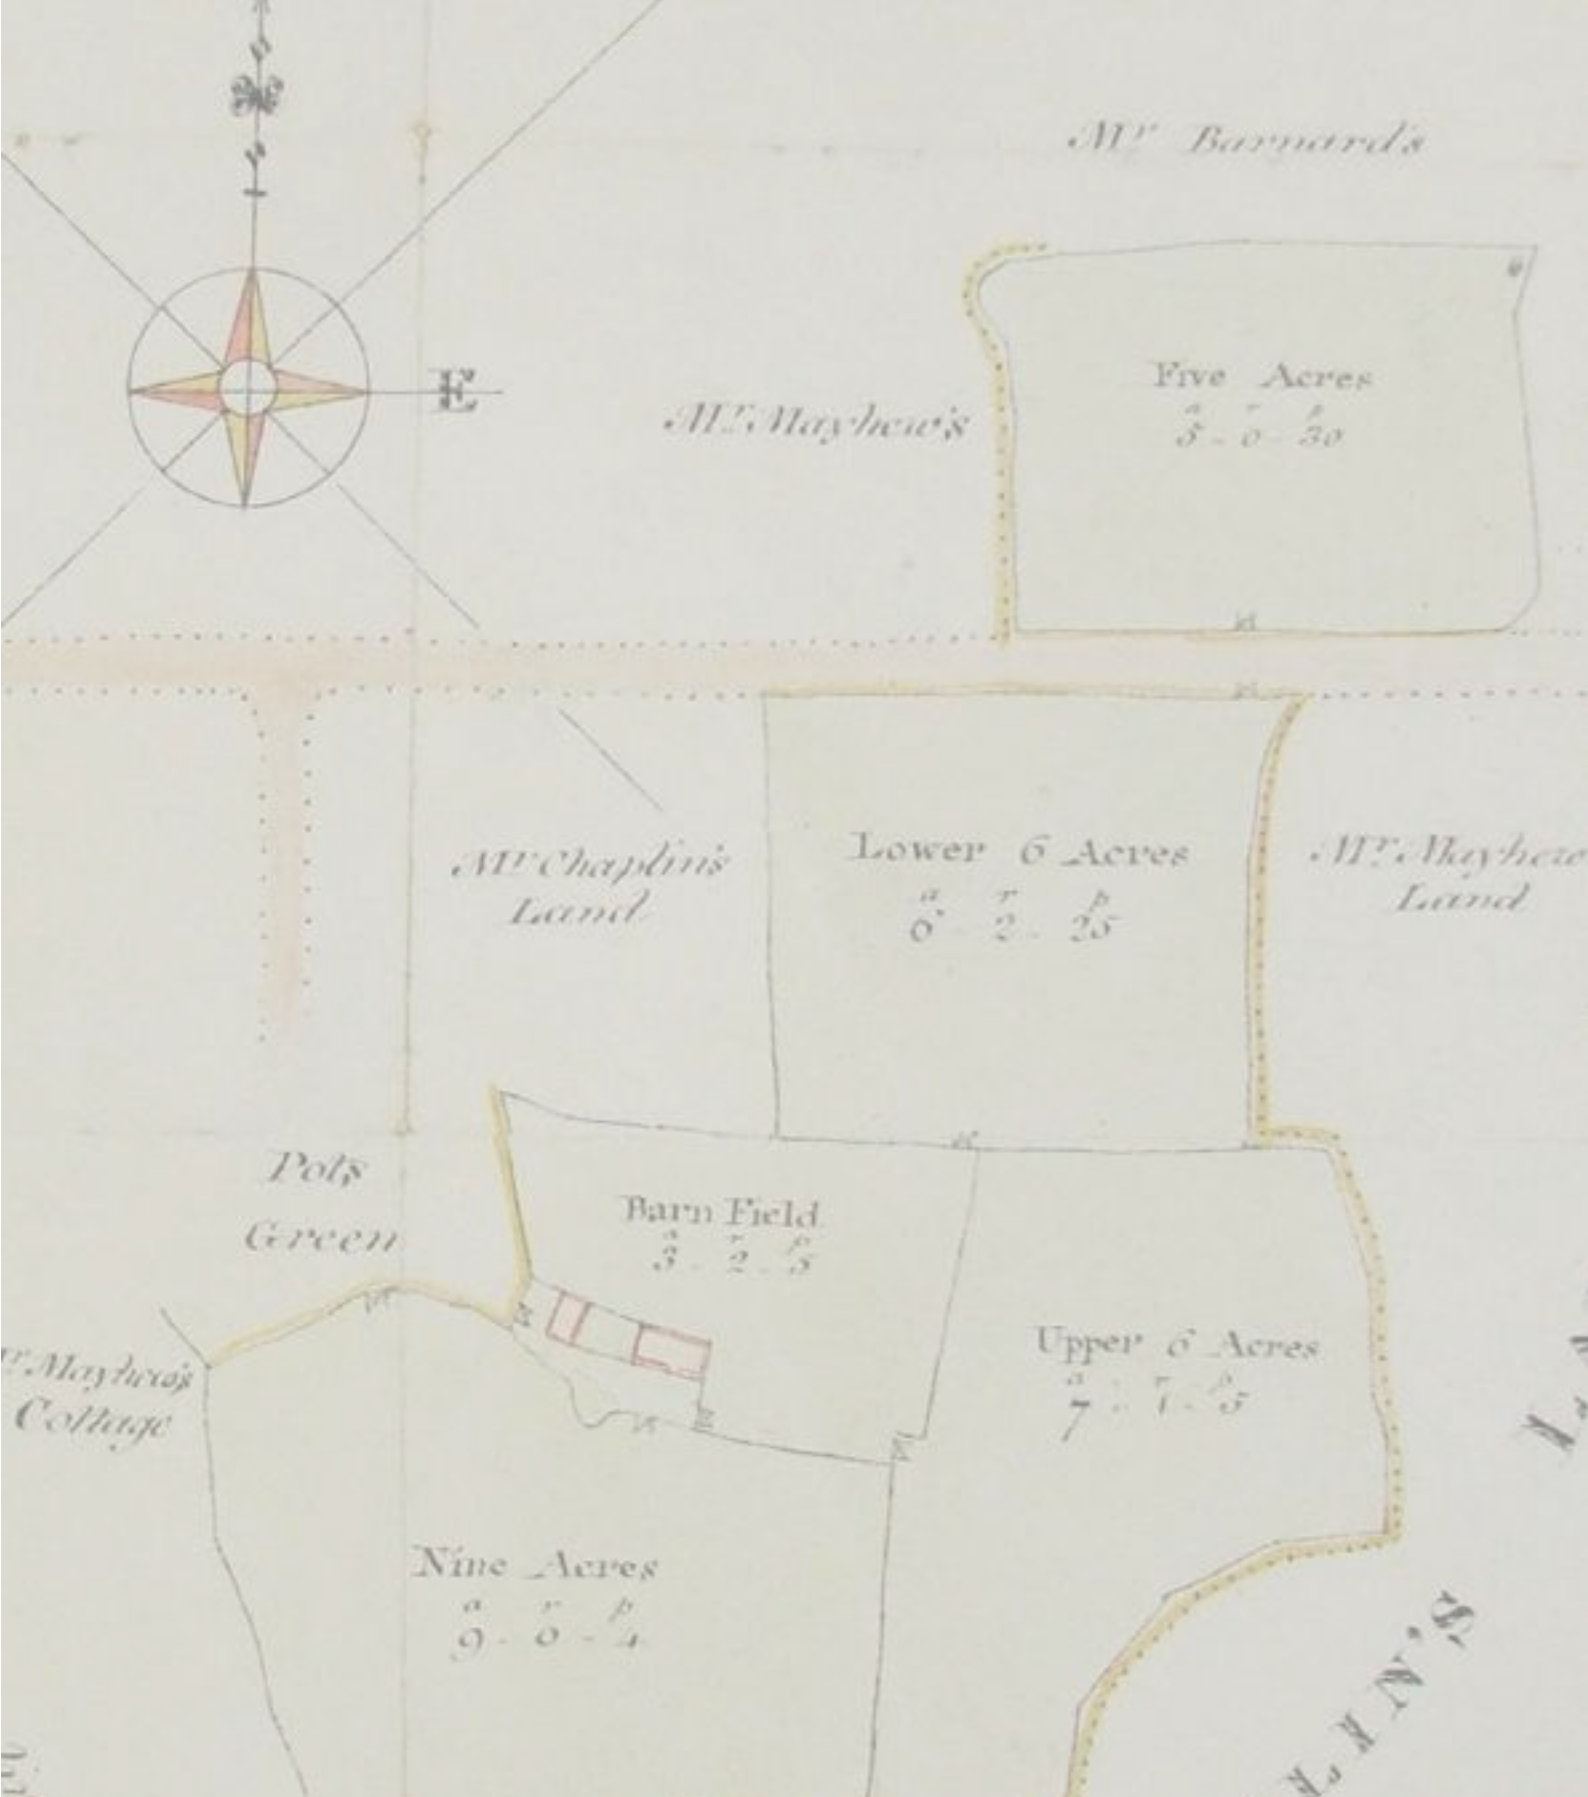 Mr Barnard's
E
Five Acres
a r p
5 - 0 - 30
Mr Mayhew's
Lower 6 Acres
a r p
6 - 2 - 25
Mr Chaplin's
Land
Mr Mayhew
Land
Pots
Green
Barn Field
a r p
3 - 2 - 5
Upper 6 Acres
a r p
7 - 1 - 5
Mayhew's
Cottage
Nine Acres
a r p
9 - 0 - 4
LIN'S